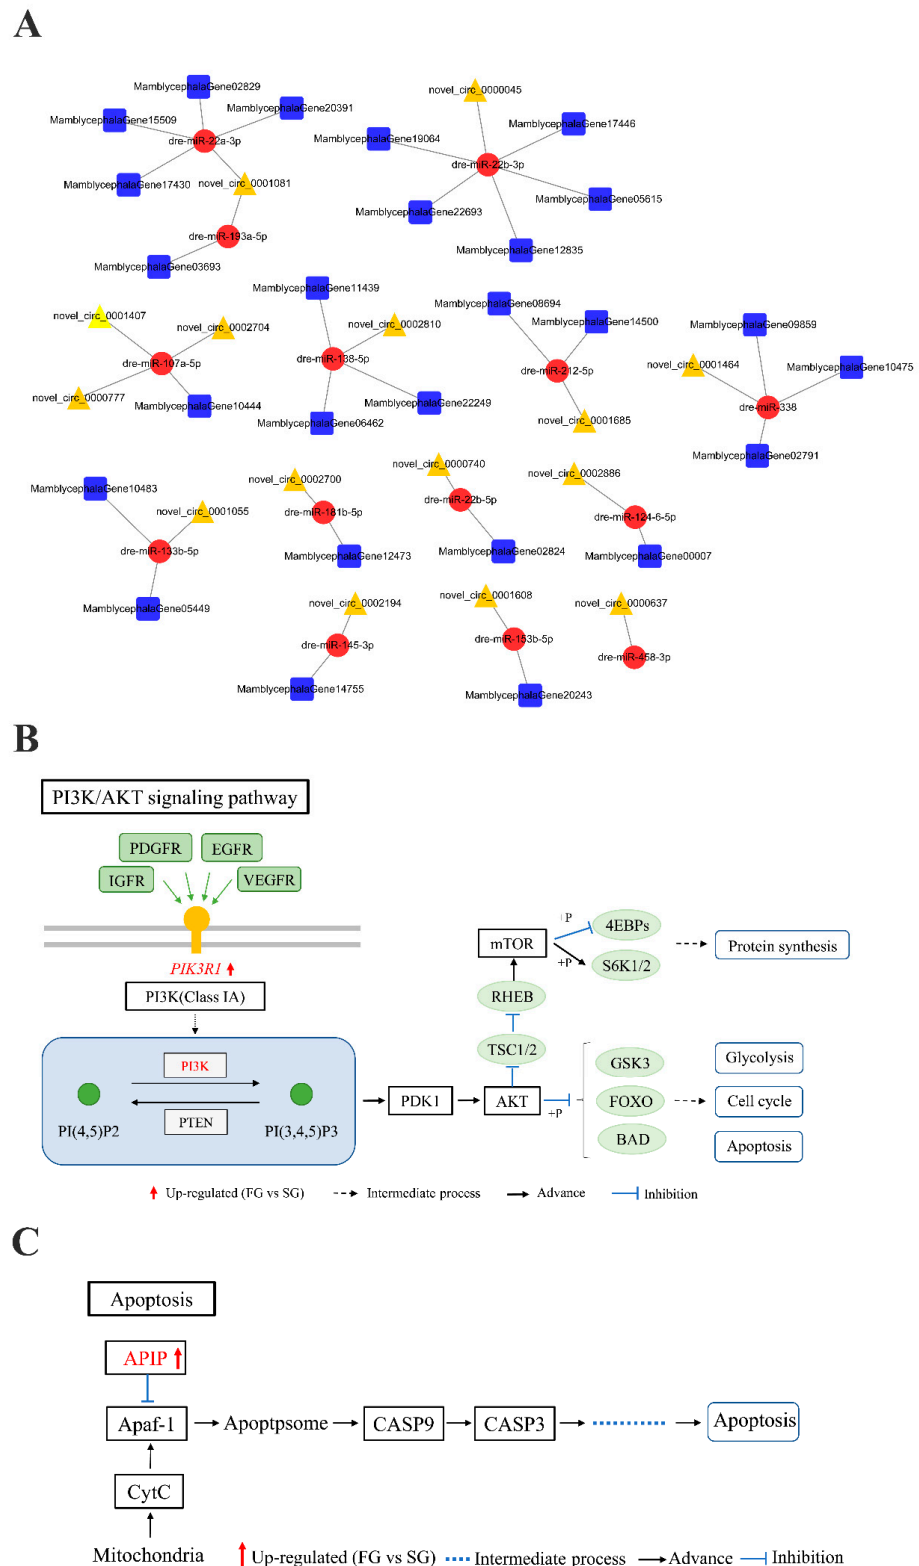 A
MamblycephalaGene02829
MamblycephalaGene20391
MamblycephalaGene15509
dre-miR-22a-3p
MamblycephalaGene17430
novel_circ_0001081
dre-miR-193a-5p
MamblycephalaGene03693
novel_circ_0000045
MamblycephalaGene17446
MamblycephalaGene19064
dre-miR-22b-3p
MamblycephalaGene05615
MamblycephalaGene22693
MamblycephalaGene12835
novel_circ_0001407
novel_circ_0002704
dre-miR-107a-5p
novel_circ_0000777
MamblycephalaGene10444
MamblycephalaGene11439
novel_circ_0002810
dre-miR-138-5p
MamblycephalaGene22249
MamblycephalaGene06462
MamblycephalaGene08694
MamblycephalaGene14500
dre-miR-212-5p
novel_circ_0001685
MamblycephalaGene09859
novel_circ_0001464
MamblycephalaGene10475
dre-miR-338
MamblycephalaGene02791
MamblycephalaGene10483
novel_circ_0001055
dre-miR-133b-5p
MamblycephalaGene05449
novel_circ_0002700
dre-miR-181b-5p
MamblycephalaGene12473
novel_circ_0000740
dre-miR-22b-5p
MamblycephalaGene02824
novel_circ_0002886
dre-miR-124-6-5p
MamblycephalaGene00007
novel_circ_0002194
dre-miR-145-3p
MamblycephalaGene14755
novel_circ_0001608
dre-miR-153b-5p
MamblycephalaGene20243
novel_circ_0000637
dre-miR-458-3p
B
PI3K/AKT signaling pathway
PDGFR
EGFR
IGFR
VEGFR
PIK3R1
PI3K(Class IA)
PI3K
PTEN
PI(4,5)P2
PI(3,4,5)P3
PDK1
AKT
+P
TSC1/2
RHEB
mTOR
+P
+P
4EBPs
S6K1/2
Protein synthesis
GSK3
FOXO
BAD
Glycolysis
Cell cycle
Apoptosis
Up-regulated (FG vs SG)
Intermediate process
Advance
Inhibition
C
Apoptosis
APIP
Apaf-1
Apoptpsome
CASP9
CASP3
Apoptosis
CytC
Mitochondria
Up-regulated (FG vs SG)
Intermediate process
Advance
Inhibition